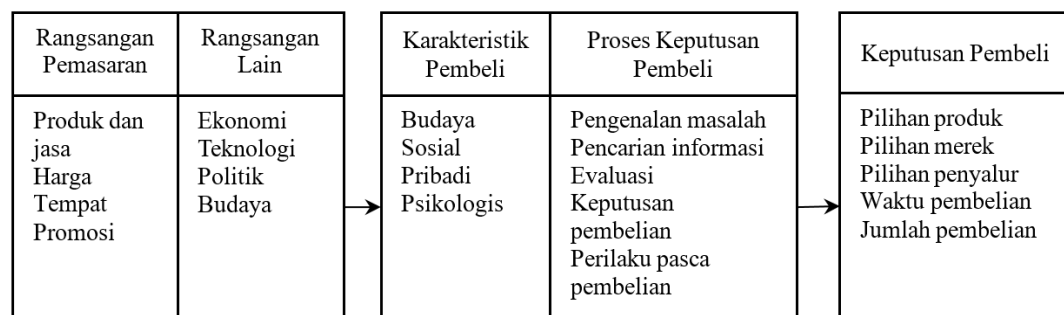 Rangsangan
Pemasaran
Rangsangan
Lain
Produk dan
jasa
Harga
Tempat
Promosi
Ekonomi
Teknologi
Politik
Budaya
Karakteristik
Pembeli
Proses Keputusan
Pembeli
Budaya
Sosial
Pribadi
Psikologis
Pengenalan masalah
Pencarian informasi
Evaluasi
Keputusan
pembelian
Perilaku pasca
pembelian
Keputusan Pembeli
Pilihan produk
Pilihan merek
Pilihan penyalur
Waktu pembelian
Jumlah pembelian